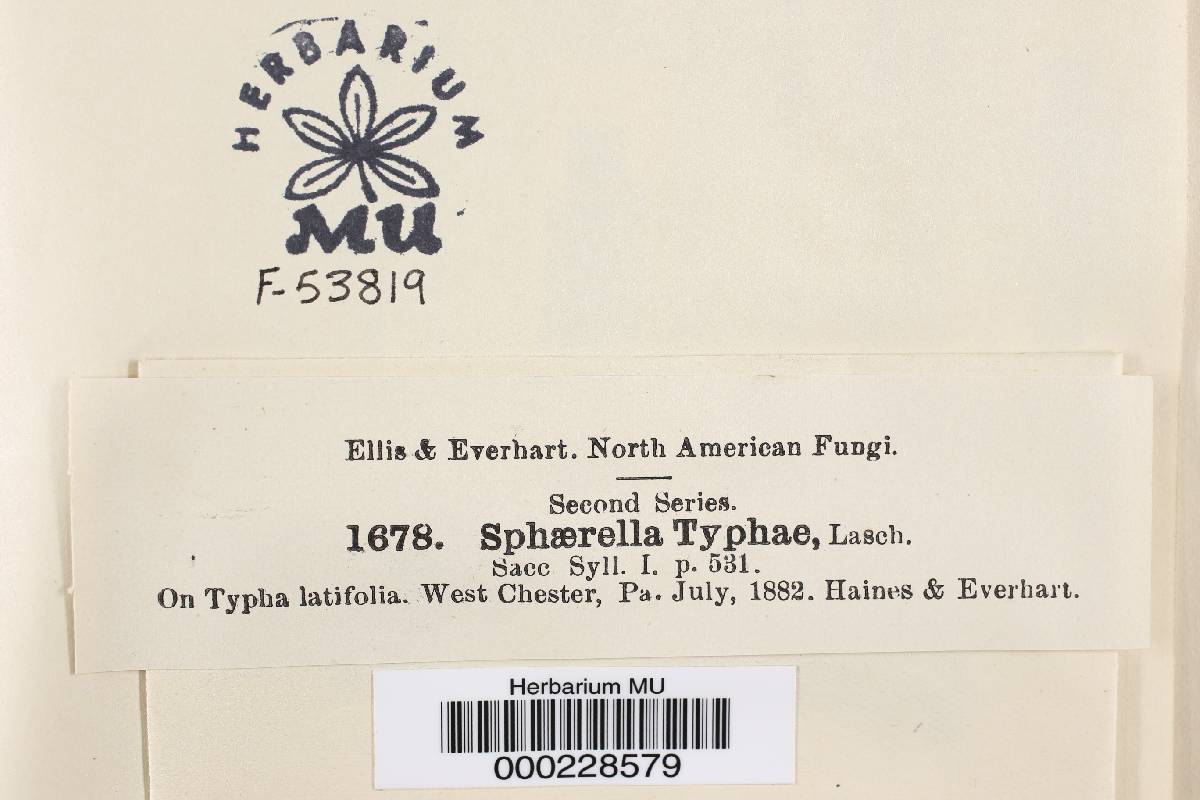 HERBARIUM
MU
F-53819
Ellis & Everhart. North American Fungi.
Second Series.
1678. Sphærella Typhae, Lasch.
Sacc Syll. I. p. 531.
On Typha latifolia. West Chester, Pa. July, 1882. Haines & Everhart.
Herbarium MU
000228579